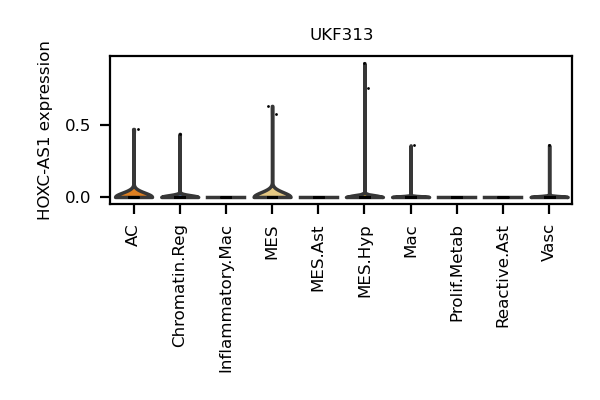 UKF313
HOXC-AS1 expression
0.5
0.0
AC
Chromatin.Reg
Inflammatory.Mac
MES
MES.Ast
MES.Hyp
Mac
Prolif.Metab
Reactive.Ast
Vasc